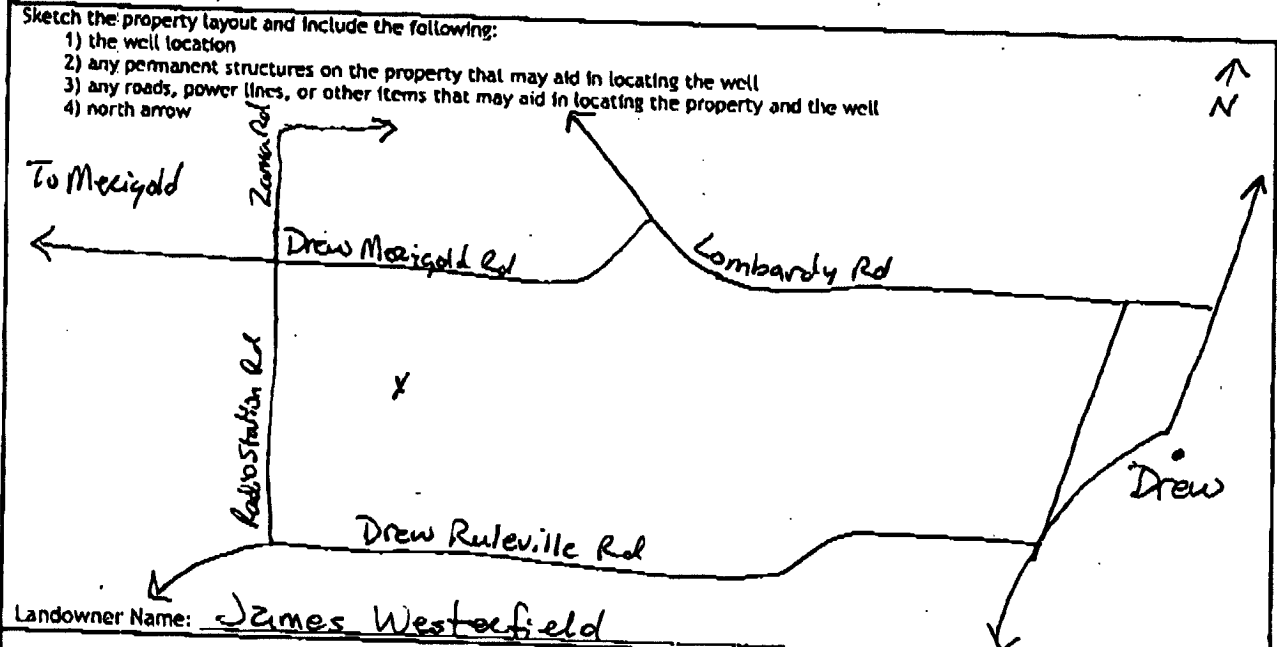 Sketch the property layout and include the following:
1) the well location
2) any permanent structures on the property that may aid in locating the well
3) any roads, power lines, or other items that may aid in locating the property and the well
4) north arrow
N
Zama Rd
To Merigold
Drew Merigold Rd
Lombardy Rd
X
Radio Station Rd
Drew
Drew Ruleville Rd
Landowner Name: James Westerfield